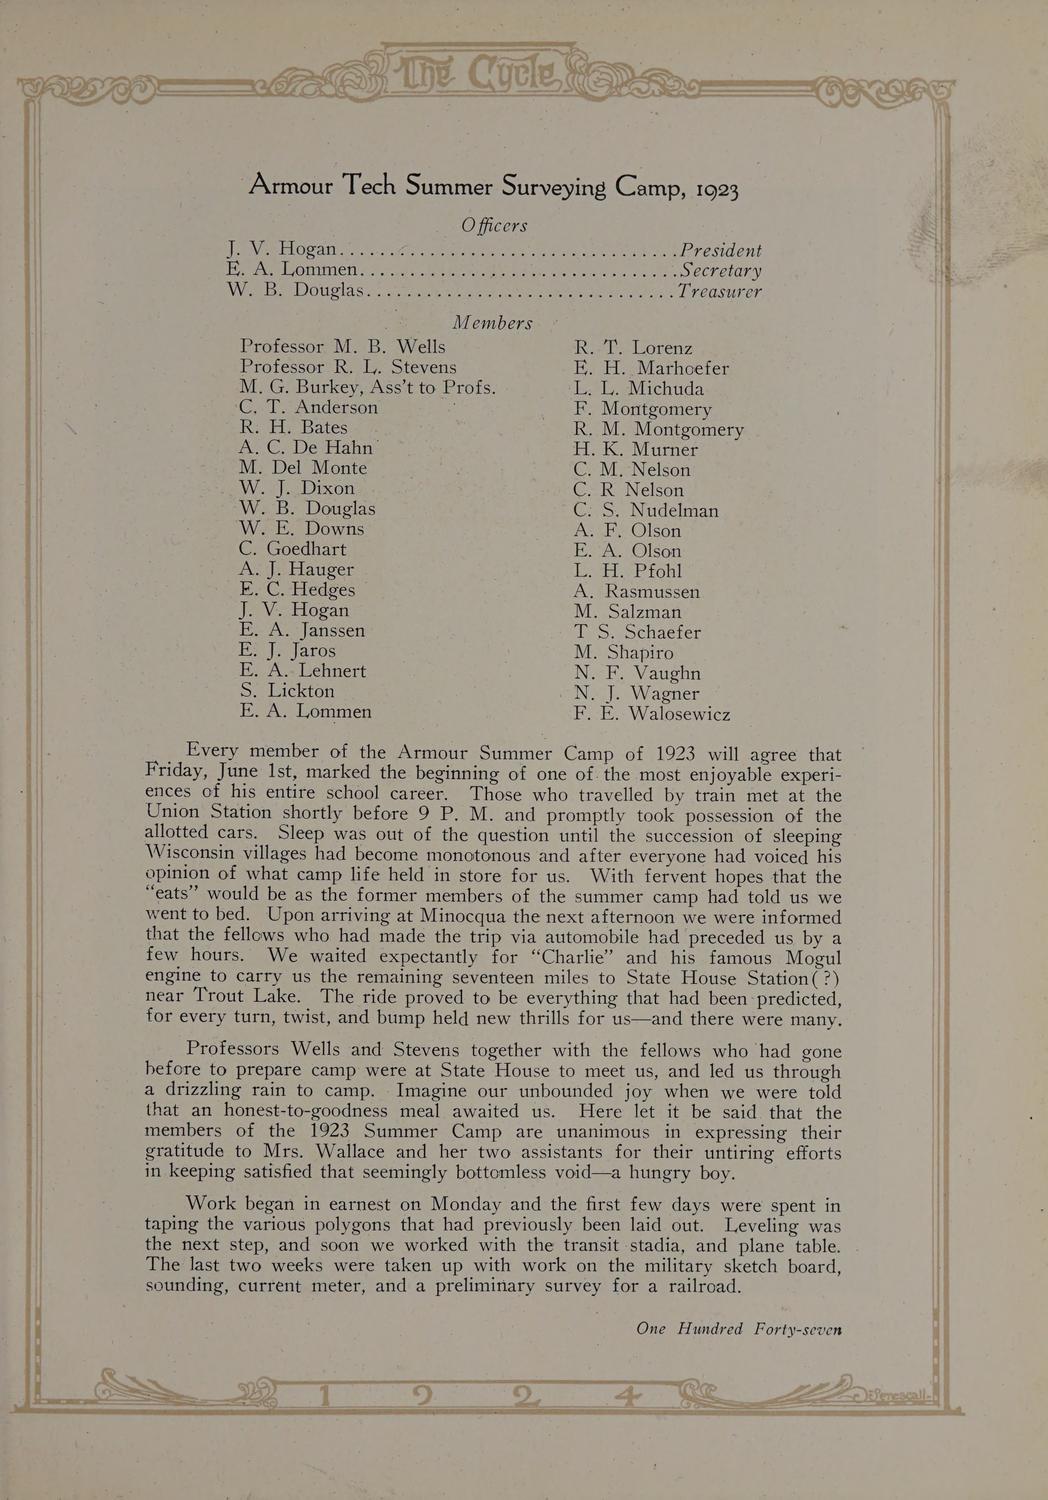 The Cycle
Armour Tech Summer Surveying Camp, 1923
Officers
J. V. Hogan........................................President
E. A. Lommen......................................Secretary
W. B. Douglas.....................................Treasurer
Members
Professor M. B. Wells
Professor R. L. Stevens
M. G. Burkey, Ass't to Profs.
C. T. Anderson
R. H. Bates
A. C. De Hahn
M. Del Monte
W. J. Dixon
W. B. Douglas
W. E. Downs
C. Goedhart
A. J. Hauger
E. C. Hedges
J. V. Hogan
E. A. Janssen
E. J. Jaros
E. A. Lehnert
S. Lickton
E. A. Lommen
R. T. Lorenz
E. H. Marhoefer
L. L. Michuda
F. Montgomery
R. M. Montgomery
H. K. Murner
C. M. Nelson
C. R Nelson
C. S. Nudelman
A. F. Olson
E. A. Olson
L. H. Pfohl
A. Rasmussen
M. Salzman
T S. Schaefer
M. Shapiro
N. F. Vaughn
N. J. Wagner
F. E. Walosewicz
Every member of the Armour Summer Camp of 1923 will agree that
Friday, June 1st, marked the beginning of one of the most enjoyable experi-
ences of his entire school career. Those who travelled by train met at the
Union Station shortly before 9 P. M. and promptly took possession of the
allotted cars. Sleep was out of the question until the succession of sleeping
Wisconsin villages had become monotonous and after everyone had voiced his
opinion of what camp life held in store for us. With fervent hopes that the
“eats” would be as the former members of the summer camp had told us we
went to bed. Upon arriving at Minocqua the next afternoon we were informed
that the fellows who had made the trip via automobile had preceded us by a
few hours. We waited expectantly for “Charlie” and his famous Mogul
engine to carry us the remaining seventeen miles to State House Station(?)
near Trout Lake. The ride proved to be everything that had been predicted,
for every turn, twist, and bump held new thrills for us—and there were many.
Professors Wells and Stevens together with the fellows who had gone
before to prepare camp were at State House to meet us, and led us through
a drizzling rain to camp. Imagine our unbounded joy when we were told
that an honest-to-goodness meal awaited us. Here let it be said that the
members of the 1923 Summer Camp are unanimous in expressing their
gratitude to Mrs. Wallace and her two assistants for their untiring efforts
in keeping satisfied that seemingly bottomless void—a hungry boy.
Work began in earnest on Monday and the first few days were spent in
taping the various polygons that had previously been laid out. Leveling was
the next step, and soon we worked with the transit stadia, and plane table.
The last two weeks were taken up with work on the military sketch board,
sounding, current meter, and a preliminary survey for a railroad.
One Hundred Forty-seven
1 9 2 4